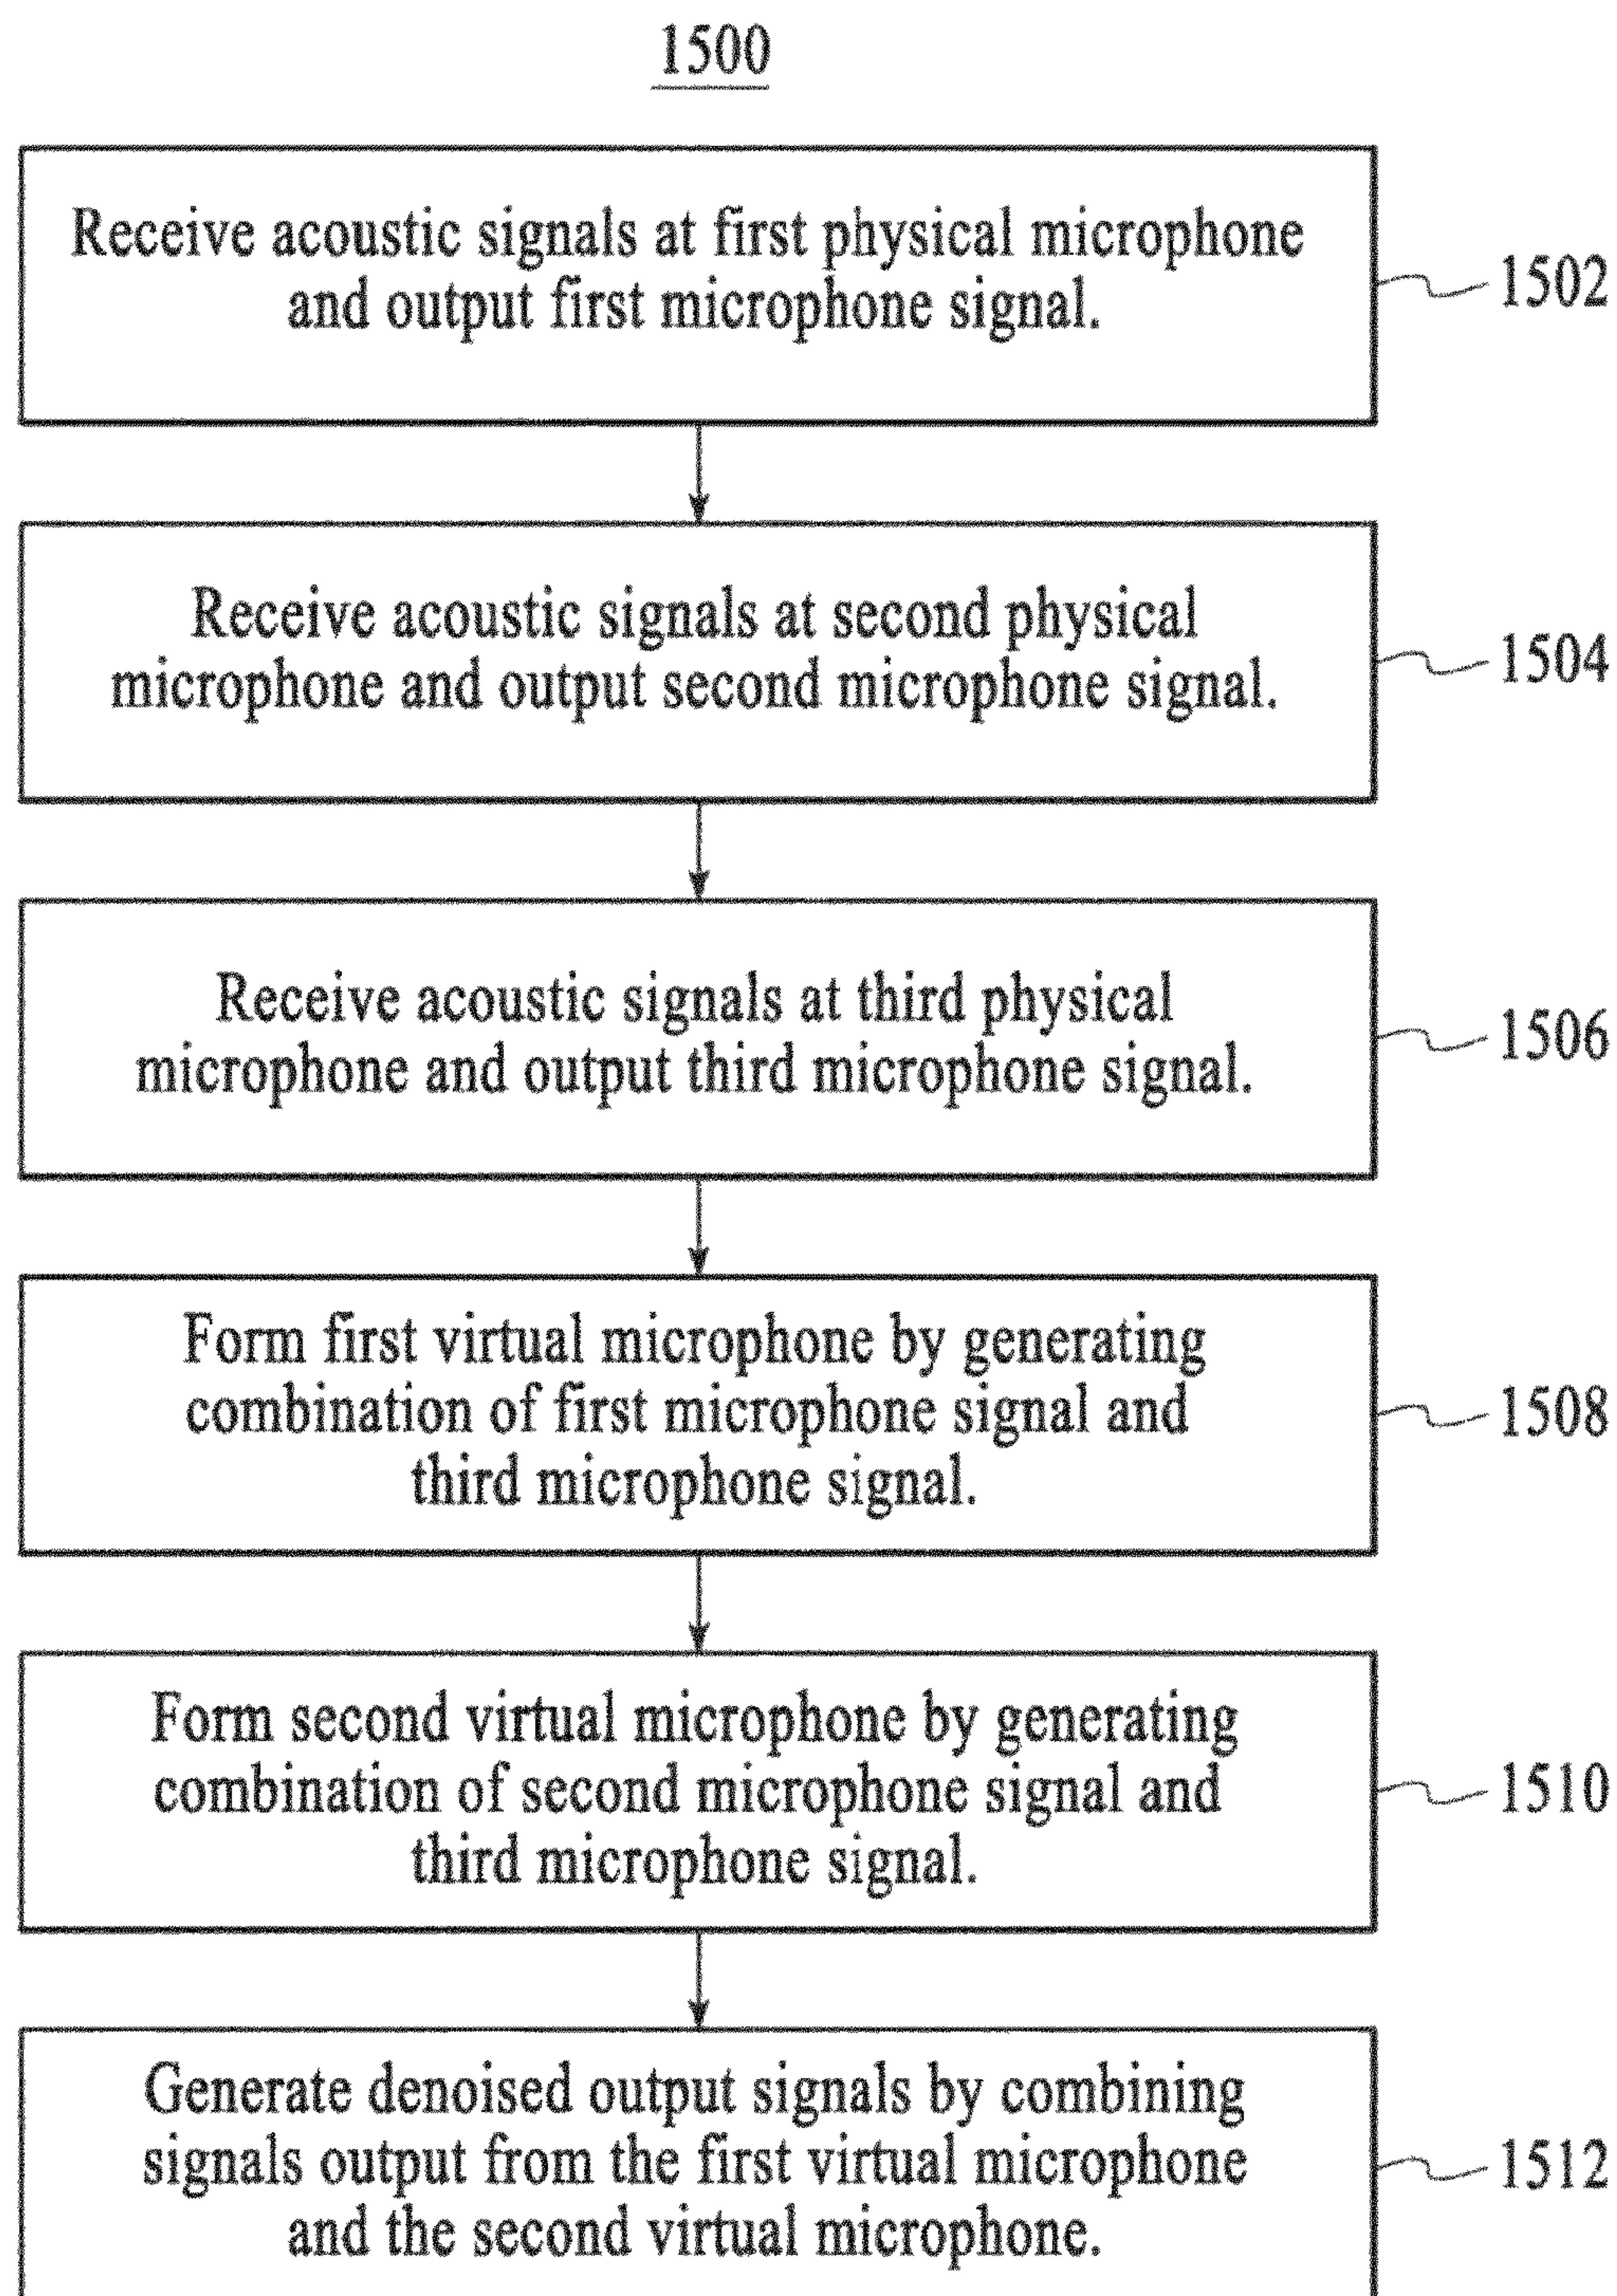 1500
Receive acoustic signals at first physical microphone
and output first microphone signal.
1502
Receive acoustic signals at second physical
microphone and output second microphone signal.
1504
Receive acoustic signals at third physical
microphone and output third microphone signal.
1506
Form first virtual microphone by generating
combination of first microphone signal and
third microphone signal.
1508
Form second virtual microphone by generating
combination of second microphone signal and
third microphone signal.
1510
Generate denoised output signals by combining
signals output from the first virtual microphone
and the second virtual microphone.
1512